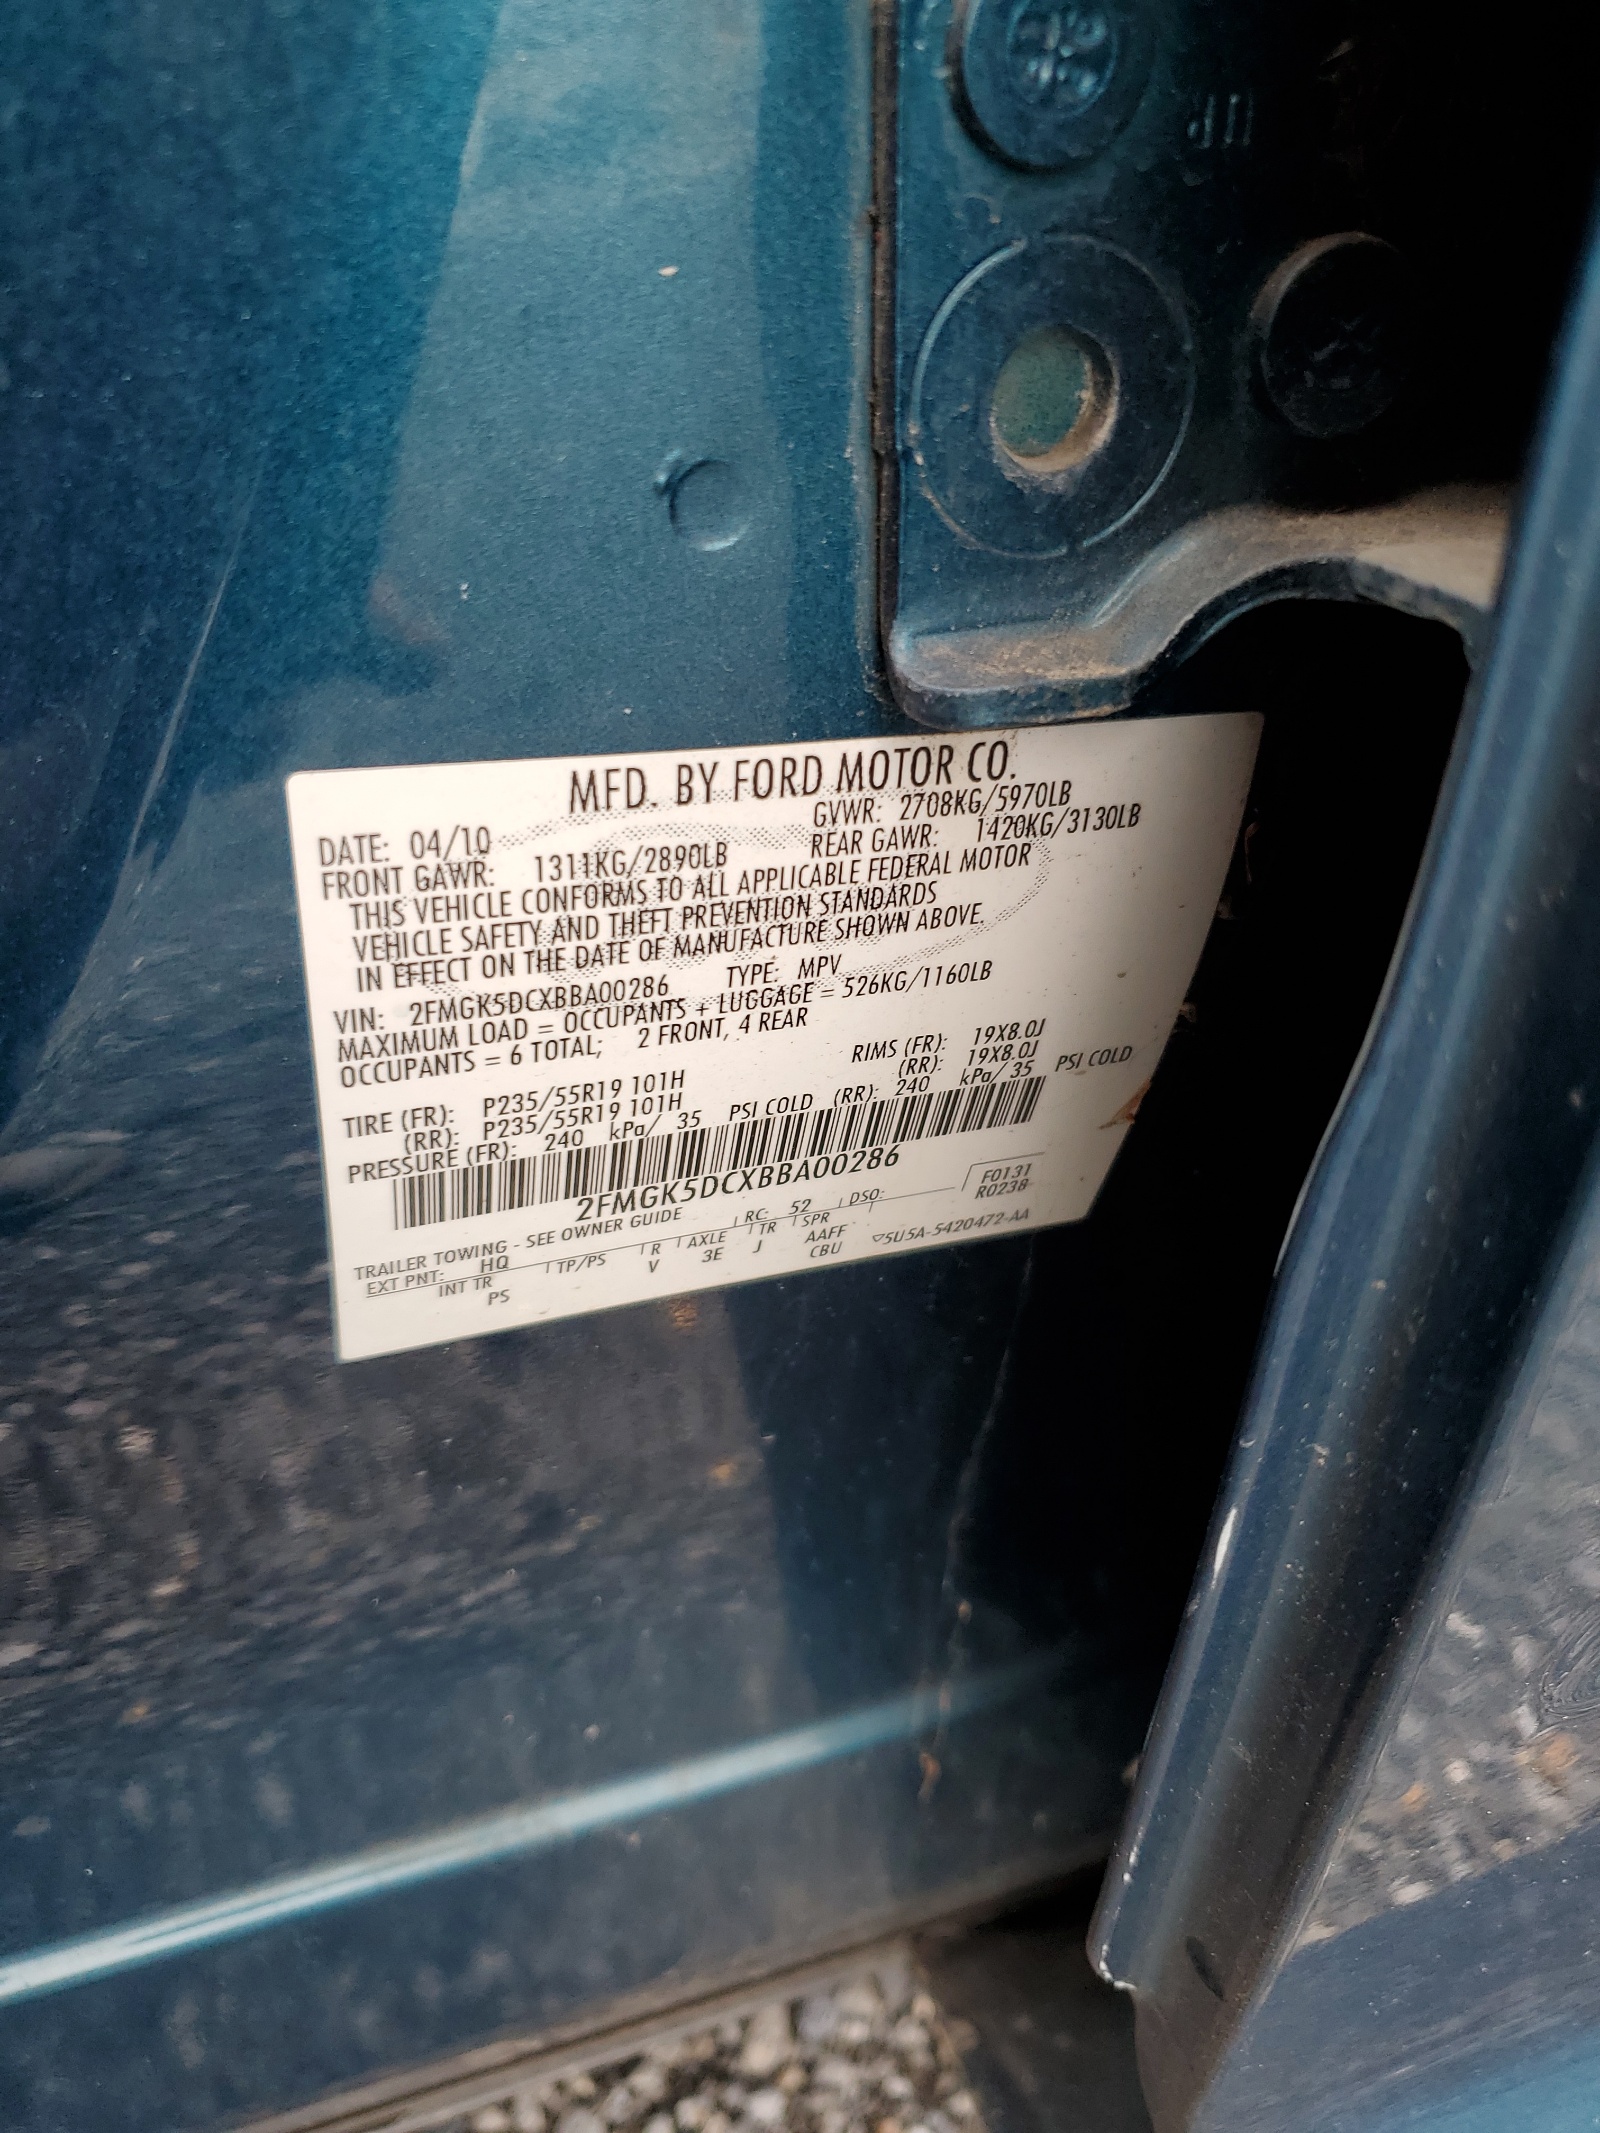 MFD. BY FORD MOTOR CO.
DATE: 04/10 GVWR: 2708KG/5970LB
FRONT GAWR: 1311KG/2890LB REAR GAWR: 1420KG/3130LB
THIS VEHICLE CONFORMS TO ALL APPLICABLE FEDERAL MOTOR
VEHICLE SAFETY AND THEFT PREVENTION STANDARDS
IN EFFECT ON THE DATE OF MANUFACTURE SHOWN ABOVE.
VIN: 2FMGK5DCXBBA00286 TYPE: MPV
MAXIMUM LOAD = OCCUPANTS + LUGGAGE = 526KG/1160LB
OCCUPANTS = 6 TOTAL; 2 FRONT, 4 REAR
TIRE (FR): P235/55R19 101H RIMS (FR): 19X8.0J
(RR): P235/55R19 101H (RR): 19X8.0J
PRESSURE (FR): 240 kPa/ 35 PSI COLD (RR): 240 kPa/ 35 PSI COLD
2FMGK5DCXBBA00286
F0131
R0238
TRAILER TOWING - SEE OWNER GUIDE
EXT PNT: HQ RC: 52 DSO:
INT TR TP/PS R AXLE TR SPR
PS V 3E J AAFF
CBU
5U5A-5420472-AA